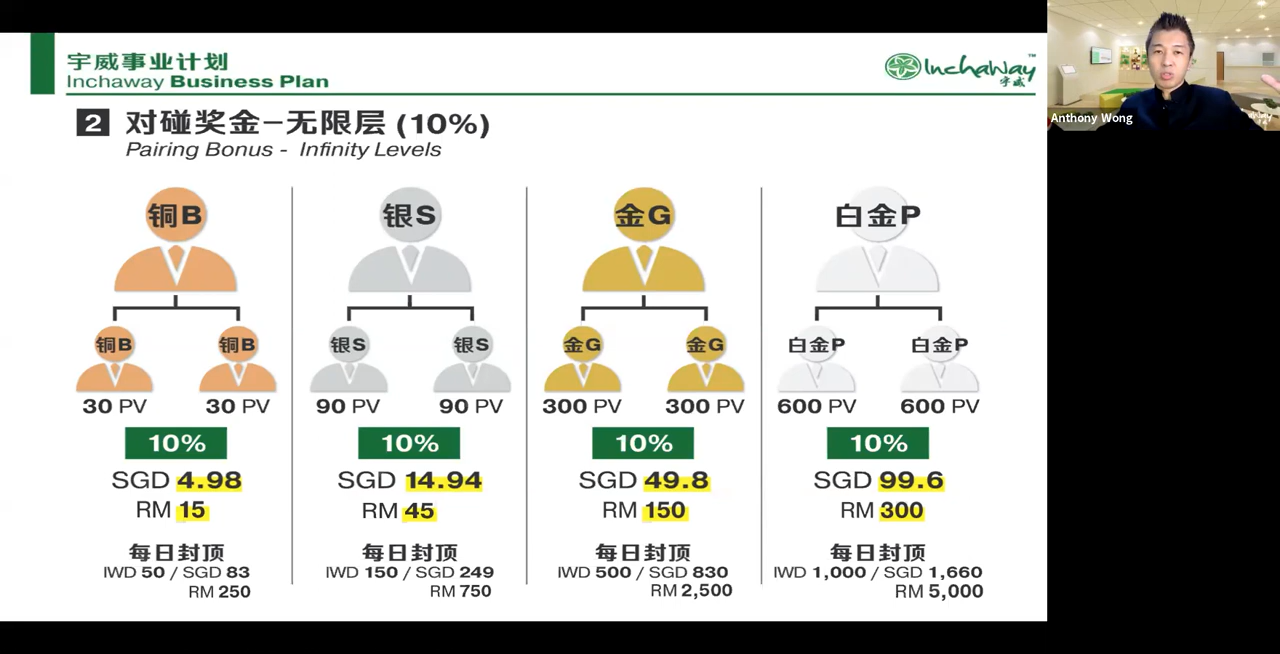 宇威事业计划
Inchaway Business Plan
Inchaway™
宇威
Anthony Wong
2 对碰奖金-无限层 (10%)
Pairing Bonus - Infinity Levels
铜B
铜B 铜B
30 PV 30 PV
10%
SGD 4.98
RM 15
每日封顶
IWD 50 / SGD 83
RM 250
银S
银S 银S
90 PV 90 PV
10%
SGD 14.94
RM 45
每日封顶
IWD 150 / SGD 249
RM 750
金G
金G 金G
300 PV 300 PV
10%
SGD 49.8
RM 150
每日封顶
IWD 500 / SGD 830
RM 2,500
白金P
白金P 白金P
600 PV 600 PV
10%
SGD 99.6
RM 300
每日封顶
IWD 1,000 / SGD 1,660
RM 5,000